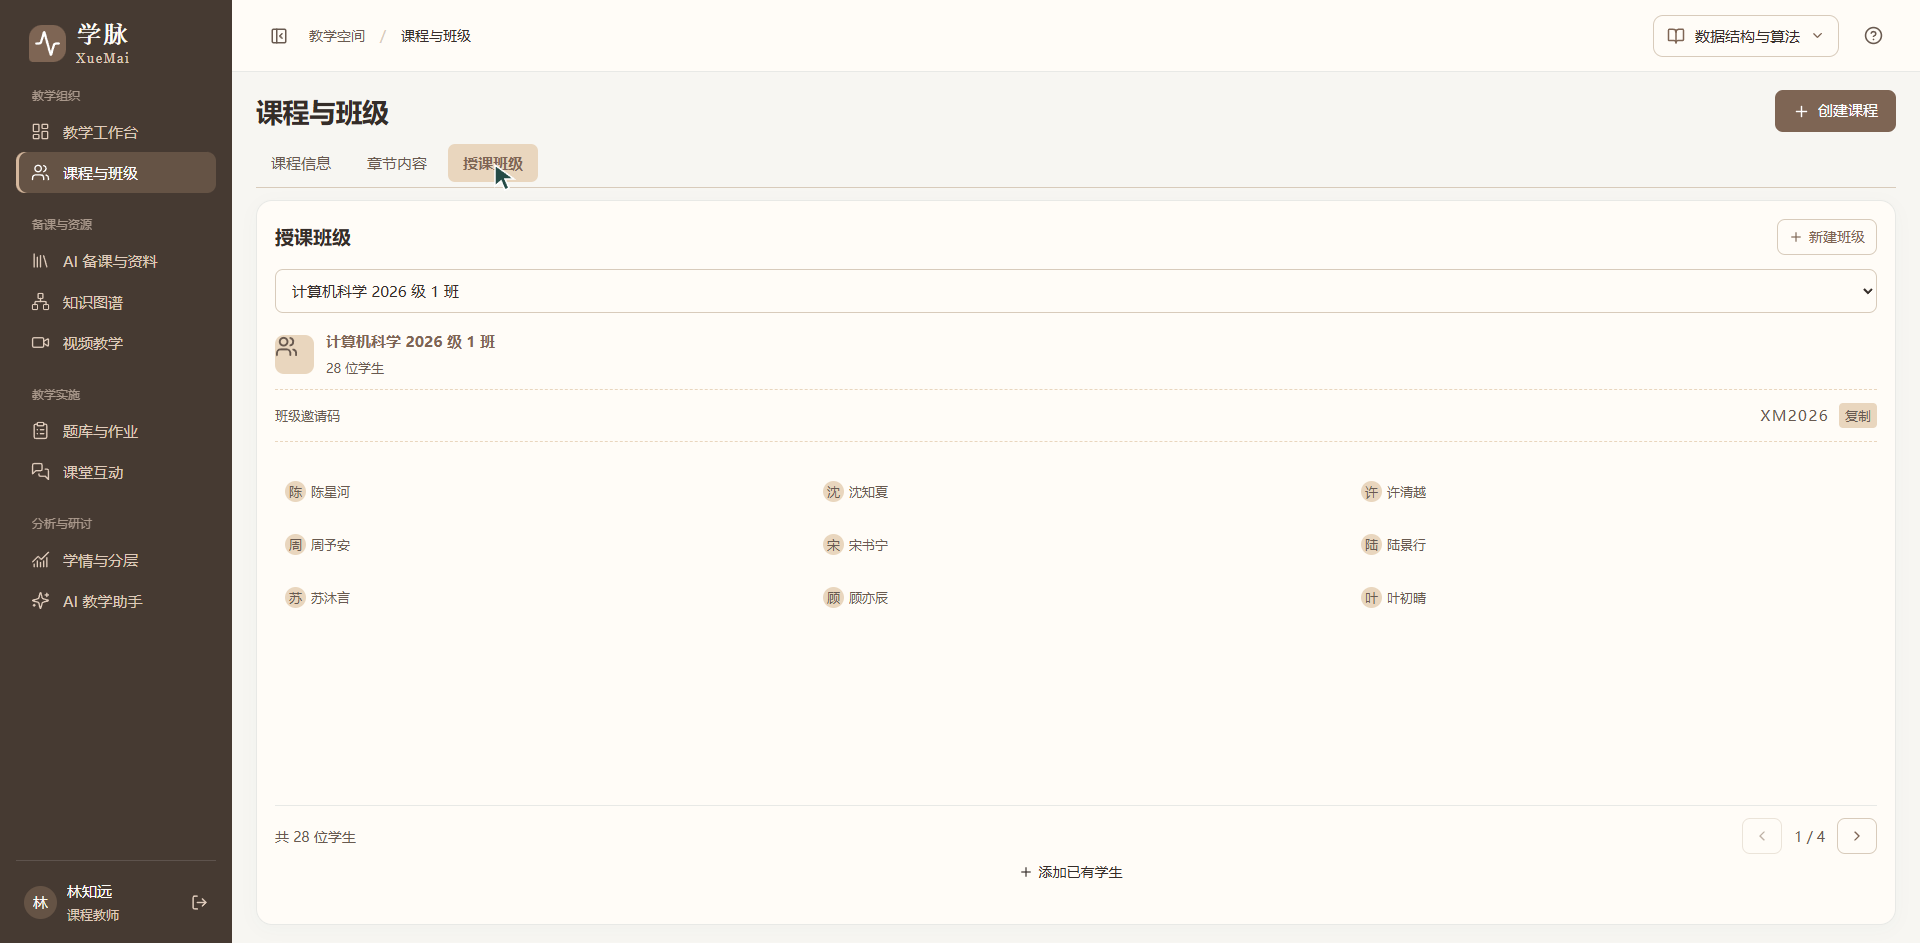 学脉
XueMai
教学组织
教学工作台
课程与班级
备课与资源
AI 备课与资料
知识图谱
视频教学
教学实施
题库与作业
课堂互动
分析与研讨
学情与分层
AI 教学助手
林
林知远
课程教师
教学空间 / 课程与班级
数据结构与算法
课程与班级
创建课程
课程信息 章节内容 授课班级
授课班级
新建班级
计算机科学 2026 级 1 班
计算机科学 2026 级 1 班
28 位学生
班级邀请码 XM2026 复制
陈 陈星河 沈 沈知夏 许 许清越
周 周予安 宋 宋书宁 陆 陆景行
苏 苏沐言 顾 顾亦辰 叶 叶初晴
共 28 位学生 1 / 4
添加已有学生